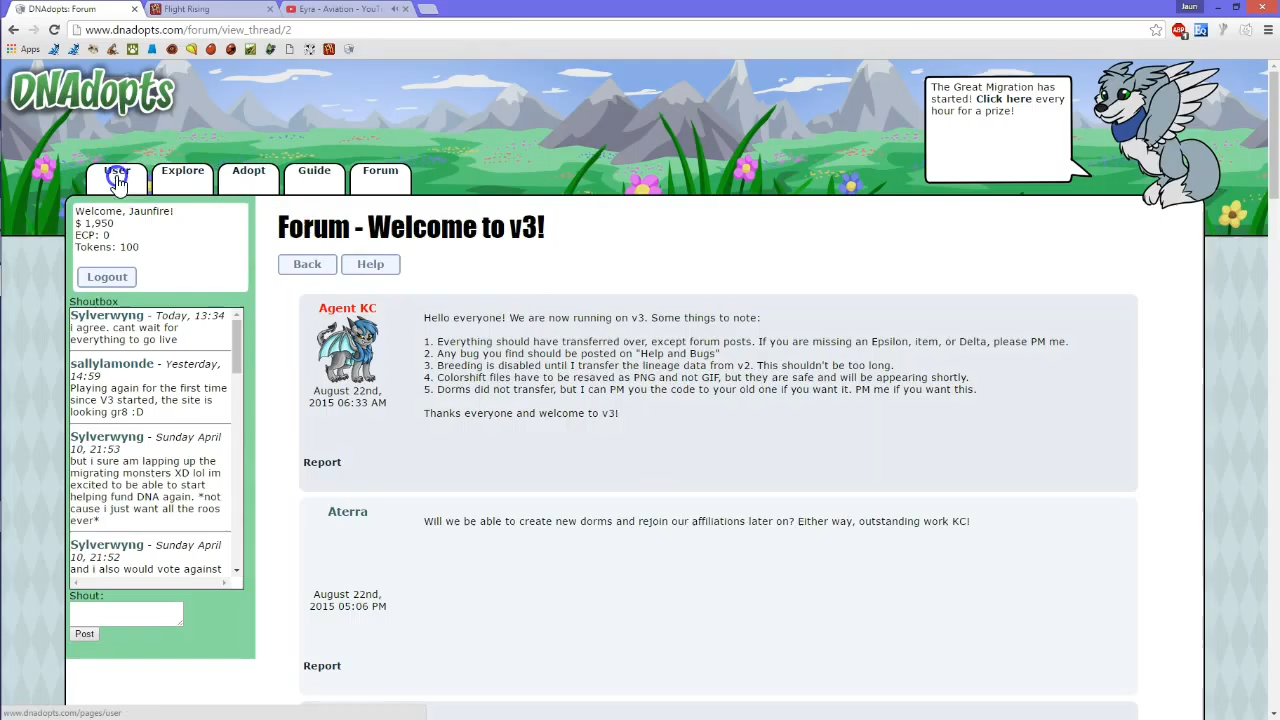 DNAdopts: Forum
Flight Rising
Eyra - Aviation - YouT
Jaun
www.dnadopts.com/forum/view_thread/2
Apps
DNAdopts
The Great Migration has
started! Click here every
hour for a prize!
User
Explore
Adopt
Guide
Forum
Welcome, Jaunfire!
$ 1,950
ECP: 0
Tokens: 100
Logout
Shoutbox
Sylverwyng - Today, 13:34
i agree. cant wait for
everything to go live
sallylamonde - Yesterday,
14:59
Playing again for the first time
since V3 started, the site is
looking gr8 :D
Sylverwyng - Sunday April
10, 21:53
but i sure am lapping up the
migrating monsters XD lol im
excited to be able to start
helping fund DNA again. *not
cause i just want all the roos
ever*
Sylverwyng - Sunday April
10, 21:52
and i also would vote against
Shout:
Post
Forum - Welcome to v3!
Back
Help
Agent KC
August 22nd,
2015 06:33 AM
Hello everyone! We are now running on v3. Some things to note:
1. Everything should have transferred over, except forum posts. If you are missing an Epsilon, item, or Delta, please PM me.
2. Any bug you find should be posted on "Help and Bugs"
3. Breeding is disabled until I transfer the lineage data from v2. This shouldn't be too long.
4. Colorshift files have to be resaved as PNG and not GIF, but they are safe and will be appearing shortly.
5. Dorms did not transfer, but I can PM you the code to your old one if you want it. PM me if you want this.
Thanks everyone and welcome to v3!
Report
Aterra
August 22nd,
2015 05:06 PM
Will we be able to create new dorms and rejoin our affiliations later on? Either way, outstanding work KC!
Report
www.dnadopts.com/pages/user